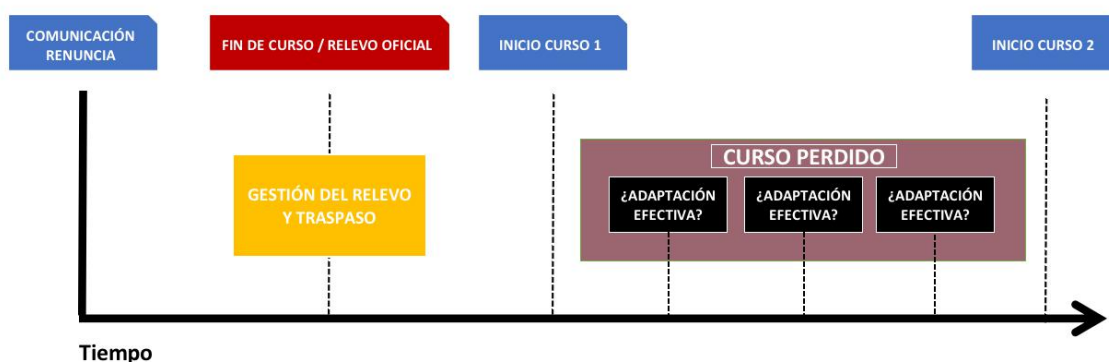 COMUNICACIÓN
RENUNCIA
FIN DE CURSO / RELEVO OFICIAL
INICIO CURSO 1
INICIO CURSO 2
GESTIÓN DEL RELEVO
Y TRASPASO
CURSO PERDIDO
¿ADAPTACIÓN
EFECTIVA?
¿ADAPTACIÓN
EFECTIVA?
¿ADAPTACIÓN
EFECTIVA?
Tiempo